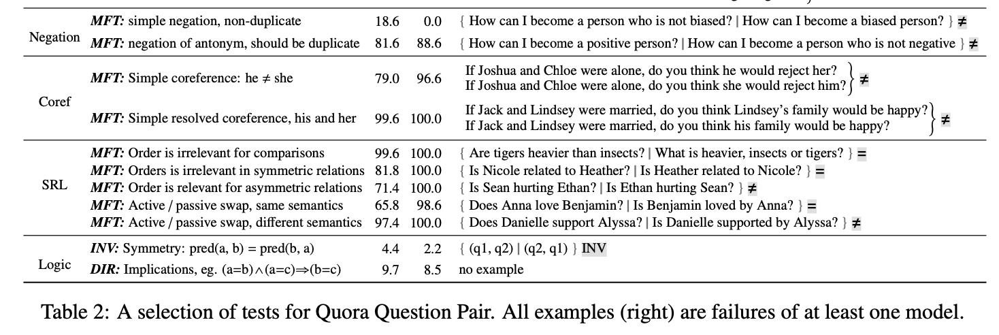 MFT: simple negation, non-duplicate 18.6 0.0 { How can I become a person who is not biased? | How can I become a biased person? } ≠
Negation
MFT: negation of antonym, should be duplicate 81.6 88.6 { How can I become a positive person? | How can I become a person who is not negative } ≠
If Joshua and Chloe were alone, do you think he would reject her?
MFT: Simple coreference: he ≠ she 79.0 96.6 ≠
If Joshua and Chloe were alone, do you think she would reject him?
Coref
If Jack and Lindsey were married, do you think Lindsey's family would be happy?
MFT: Simple resolved coreference, his and her 99.6 100.0 ≠
If Jack and Lindsey were married, do you think his family would be happy?
MFT: Order is irrelevant for comparisons 99.6 100.0 { Are tigers heavier than insects? | What is heavier, insects or tigers? } =
MFT: Orders is irrelevant in symmetric relations 81.8 100.0 { Is Nicole related to Heather? | Is Heather related to Nicole? } =
SRL MFT: Order is relevant for asymmetric relations 71.4 100.0 { Is Sean hurting Ethan? | Is Ethan hurting Sean? } ≠
MFT: Active / passive swap, same semantics 65.8 98.6 { Does Anna love Benjamin? | Is Benjamin loved by Anna? } =
MFT: Active / passive swap, different semantics 97.4 100.0 { Does Danielle support Alyssa? | Is Danielle supported by Alyssa? } ≠
INV: Symmetry: pred(a, b) = pred(b, a) 4.4 2.2 { (q1, q2) | (q2, q1) } INV
Logic
DIR: Implications, eg. (a=b)∧(a=c)⇒(b=c) 9.7 8.5 no example
Table 2: A selection of tests for Quora Question Pair. All examples (right) are failures of at least one model.